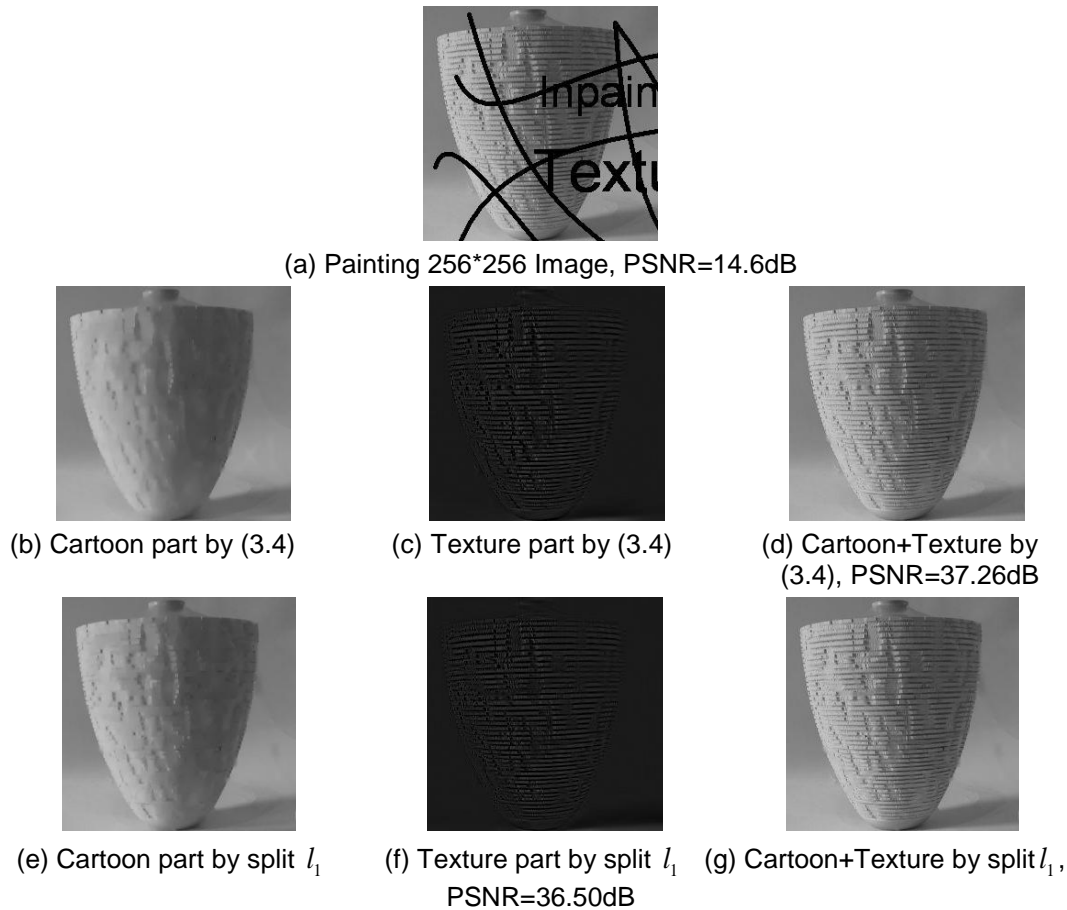 Inpain
Textu
(a) Painting 256*256 Image, PSNR=14.6dB
(b) Cartoon part by (3.4)
(c) Texture part by (3.4)
(d) Cartoon+Texture by
(3.4), PSNR=37.26dB
(e) Cartoon part by split l₁
(f) Texture part by split l₁
(g) Cartoon+Texture by split l₁,
PSNR=36.50dB